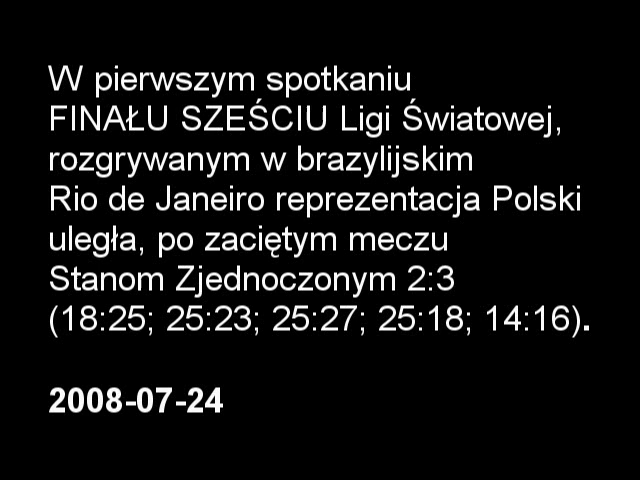 W pierwszym spotkaniu
FINAŁU SZEŚCIU Ligi Światowej,
rozgrywanym w brazylijskim
Rio de Janeiro reprezentacja Polski
uległa, po zaciętym meczu
Stanom Zjednoczonym 2:3
(18:25; 25:23; 25:27; 25:18; 14:16).
2008-07-24